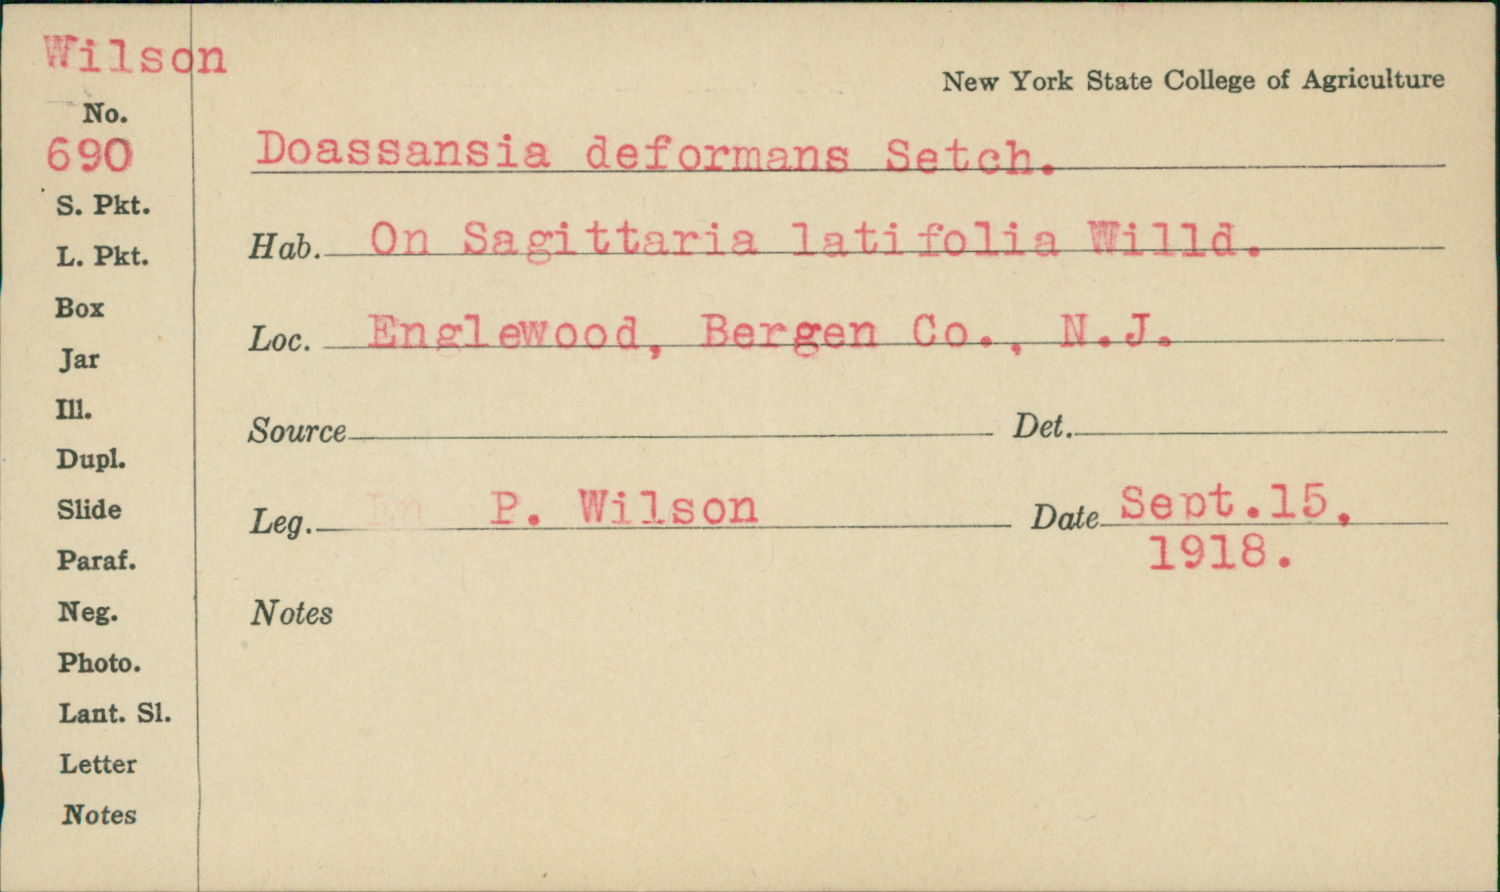 Wilson
New York State College of Agriculture
No.
690
Doassansia deformans Setch.
S. Pkt.
Hab. On Sagittaria latifolia Willd.
L. Pkt.
Box
Loc. Englewood, Bergen Co., N.J.
Jar
Ill.
Source Det.
Dupl.
Slide
Leg. En P. Wilson Date Sept.15,
1918.
Paraf.
Neg.
Notes
Photo.
Lant. Sl.
Letter
Notes